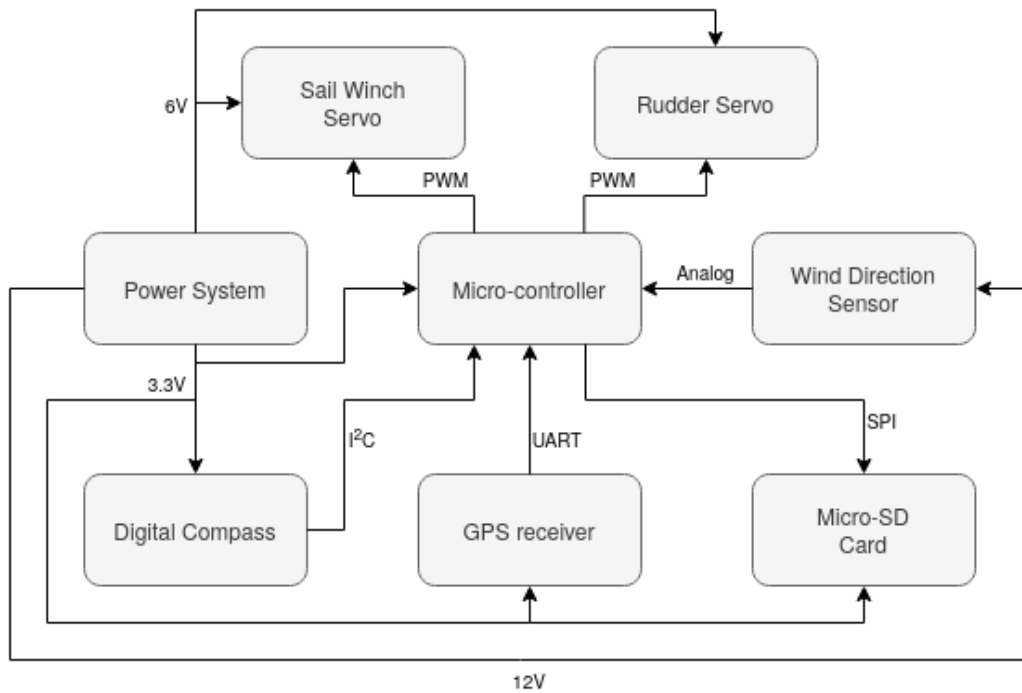 Sail Winch
Servo
Rudder Servo
6V
PWM
PWM
Power System
Micro-controller
Analog
Wind Direction
Sensor
3.3V
I²C
UART
SPI
Digital Compass
GPS receiver
Micro-SD
Card
12V